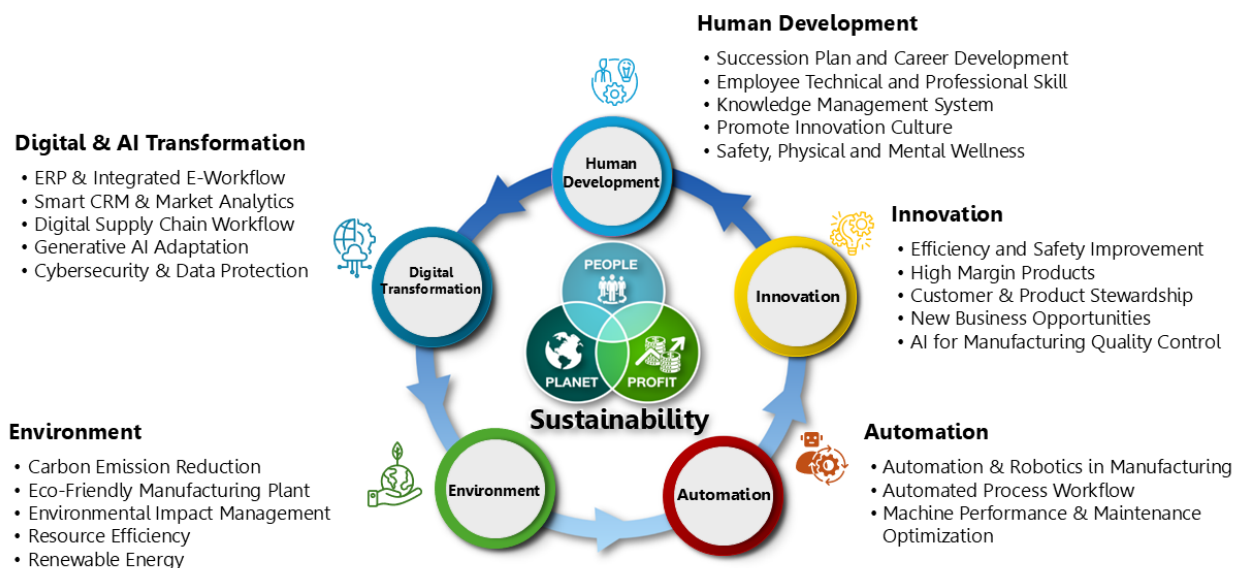 Human Development
• Succession Plan and Career Development
• Employee Technical and Professional Skill
• Knowledge Management System
• Promote Innovation Culture
• Safety, Physical and Mental Wellness
Digital & AI Transformation
• ERP & Integrated E-Workflow
• Smart CRM & Market Analytics
• Digital Supply Chain Workflow
• Generative AI Adaptation
• Cybersecurity & Data Protection
Human
Development
Innovation
• Efficiency and Safety Improvement
• High Margin Products
• Customer & Product Stewardship
• New Business Opportunities
• AI for Manufacturing Quality Control
Digital
Transformation
Innovation
PEOPLE
PLANET
PROFIT
Sustainability
Environment
• Carbon Emission Reduction
• Eco-Friendly Manufacturing Plant
• Environmental Impact Management
• Resource Efficiency
• Renewable Energy
Environment
Automation
Automation
• Automation & Robotics in Manufacturing
• Automated Process Workflow
• Machine Performance & Maintenance
Optimization